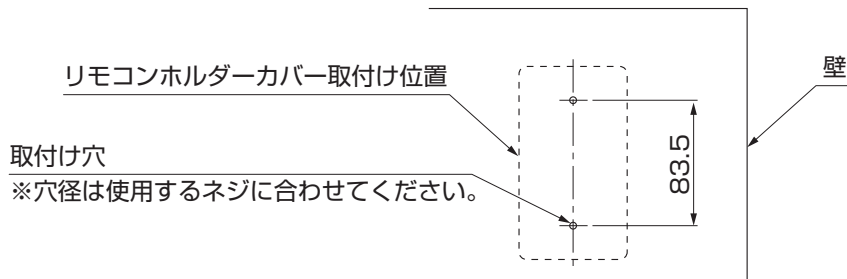 リモコンホルダーカバー取付け位置
壁
取付け穴
※穴径は使用するネジに合わせてください。
83.5